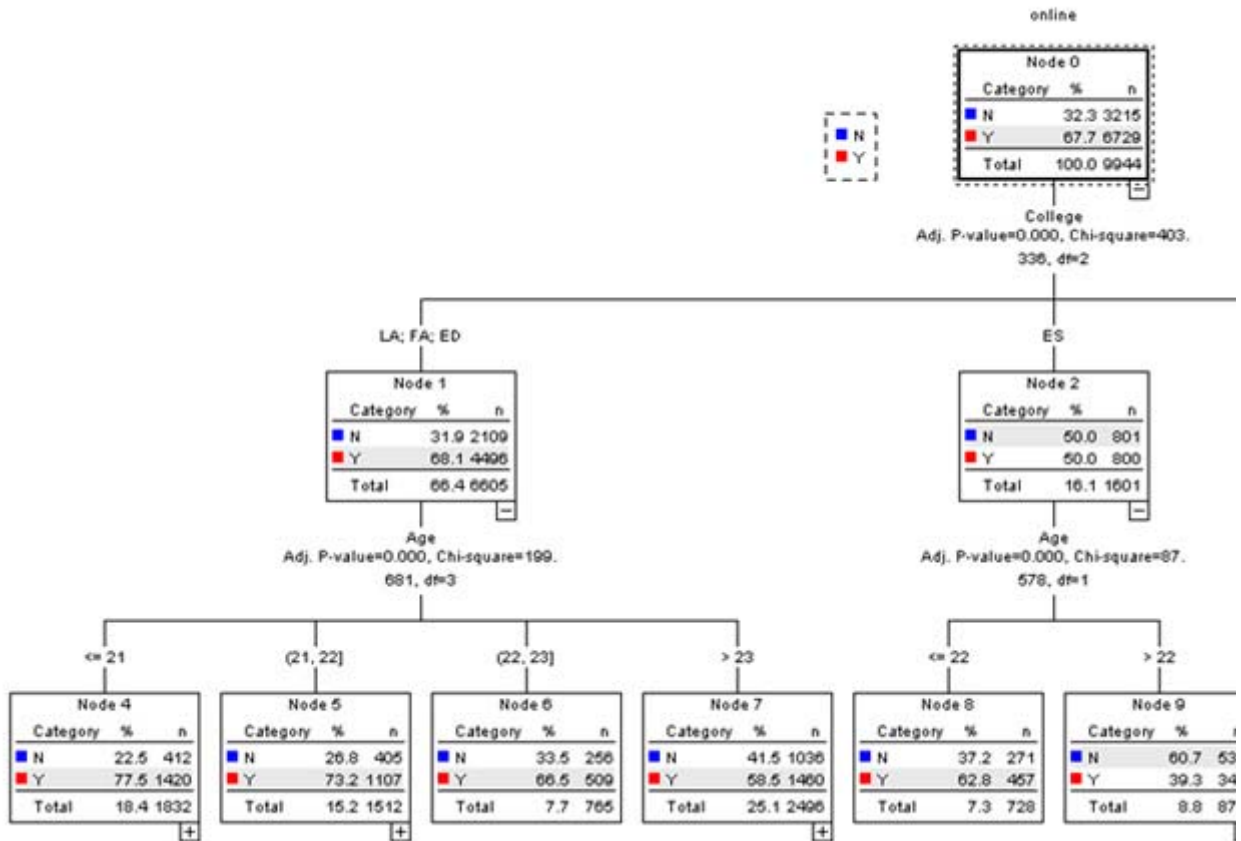 online
Node 0
Category % n
N 32.3 3215
Y 67.7 6729
Total 100.0 9944
N
Y
College
Adj. P-value=0.000, Chi-square=403.
336, df=2
LA; FA; ED
ES
Node 1
Category % n
N 31.9 2109
Y 68.1 4496
Total 66.4 6605
Node 2
Category % n
N 50.0 801
Y 50.0 800
Total 16.1 1601
Age
Adj. P-value=0.000, Chi-square=199.
681, df=3
Age
Adj. P-value=0.000, Chi-square=87.
578, df=1
<= 21
(21, 22]
(22, 23]
> 23
<= 22
> 22
Node 4
Category % n
N 22.5 412
Y 77.5 1420
Total 18.4 1832
Node 5
Category % n
N 26.8 405
Y 73.2 1107
Total 15.2 1512
Node 6
Category % n
N 33.5 256
Y 66.5 509
Total 7.7 765
Node 7
Category % n
N 41.5 1036
Y 58.5 1460
Total 25.1 2496
Node 8
Category % n
N 37.2 271
Y 62.8 457
Total 7.3 728
Node 9
Category % n
N 60.7
Y 39.3
Total 8.8